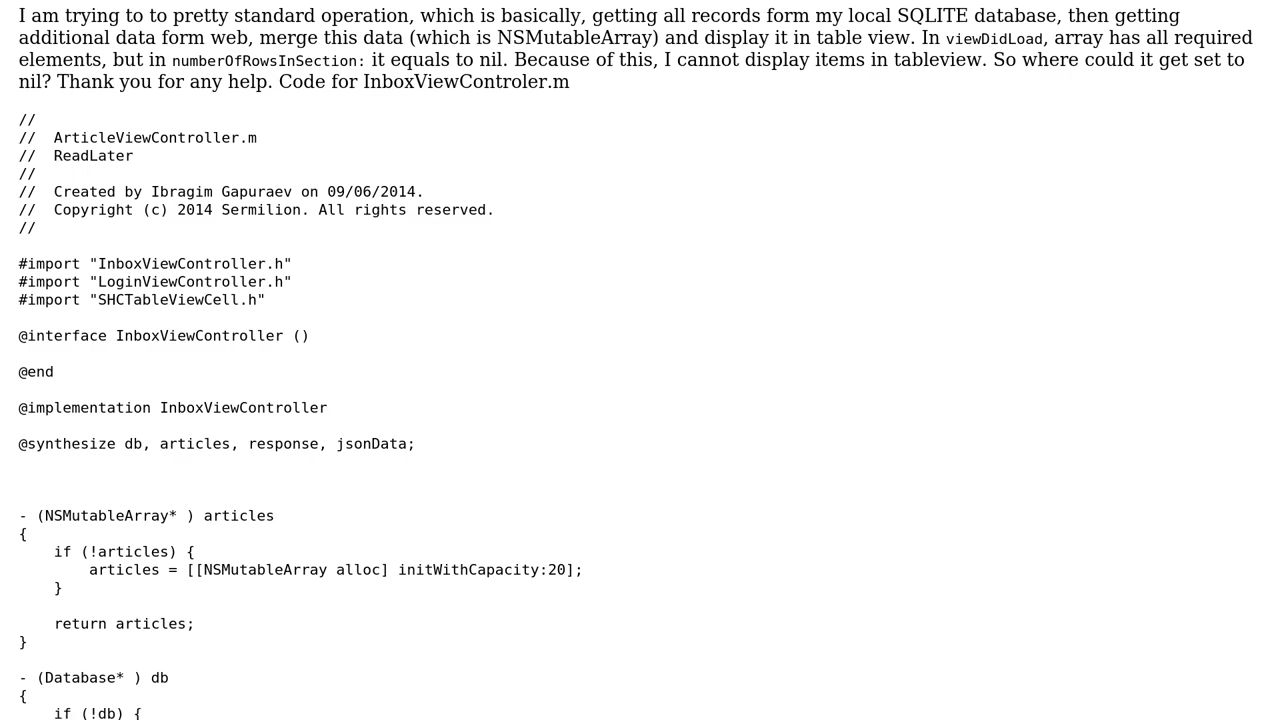 I am trying to to pretty standard operation, which is basically, getting all records form my local SQLITE database, then getting
additional data form web, merge this data (which is NSMutableArray) and display it in table view. In viewDidLoad, array has all required
elements, but in numberOfRowsInSection: it equals to nil. Because of this, I cannot display items in tableview. So where could it get set to
nil? Thank you for any help. Code for InboxViewControler.m
//
//  ArticleViewController.m
//  ReadLater
//
//  Created by Ibragim Gapuraev on 09/06/2014.
//  Copyright (c) 2014 Sermilion. All rights reserved.
//
#import "InboxViewController.h"
#import "LoginViewController.h"
#import "SHCTableViewCell.h"
@interface InboxViewController ()
@end
@implementation InboxViewController
@synthesize db, articles, response, jsonData;
- (NSMutableArray* ) articles
{
    if (!articles) {
        articles = [[NSMutableArray alloc] initWithCapacity:20];
    }
    return articles;
}
- (Database* ) db
{
    if (!db) {